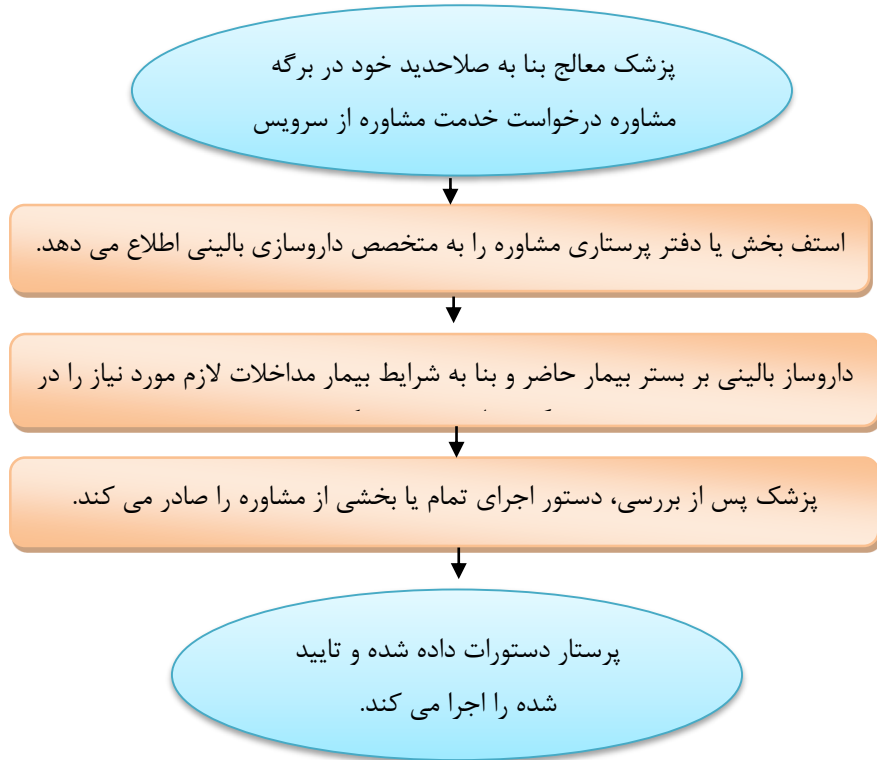 پزشک معالج بنا به صلاحدید خود در برگه
مشاوره درخواست خدمت مشاوره از سرویس
استف بخش یا دفتر پرستاری مشاوره را به متخصص داروسازی بالینی اطلاع می دهد.
داروساز بالینی بر بستر بیمار حاضر و بنا به شرایط بیمار مداخلات لازم مورد نیاز را در
پزشک پس از بررسی، دستور اجرای تمام یا بخشی از مشاوره را صادر می کند.
پرستار دستورات داده شده و تایید
شده را اجرا می کند.